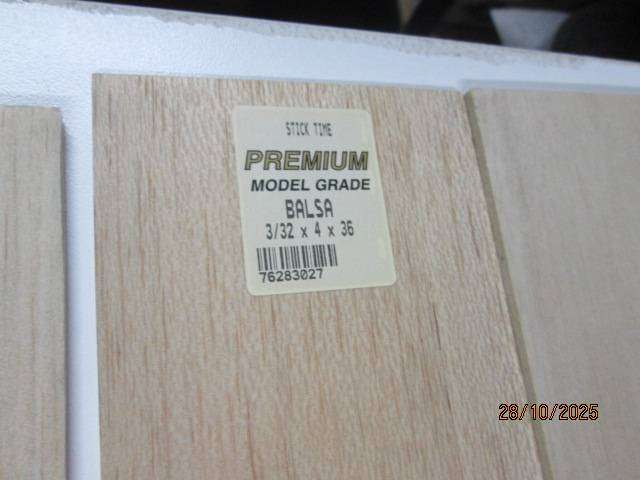 STICK TIME
PREMIUM
MODEL GRADE
BALSA
3/32 x 4 x 36
76283027
28/10/2025